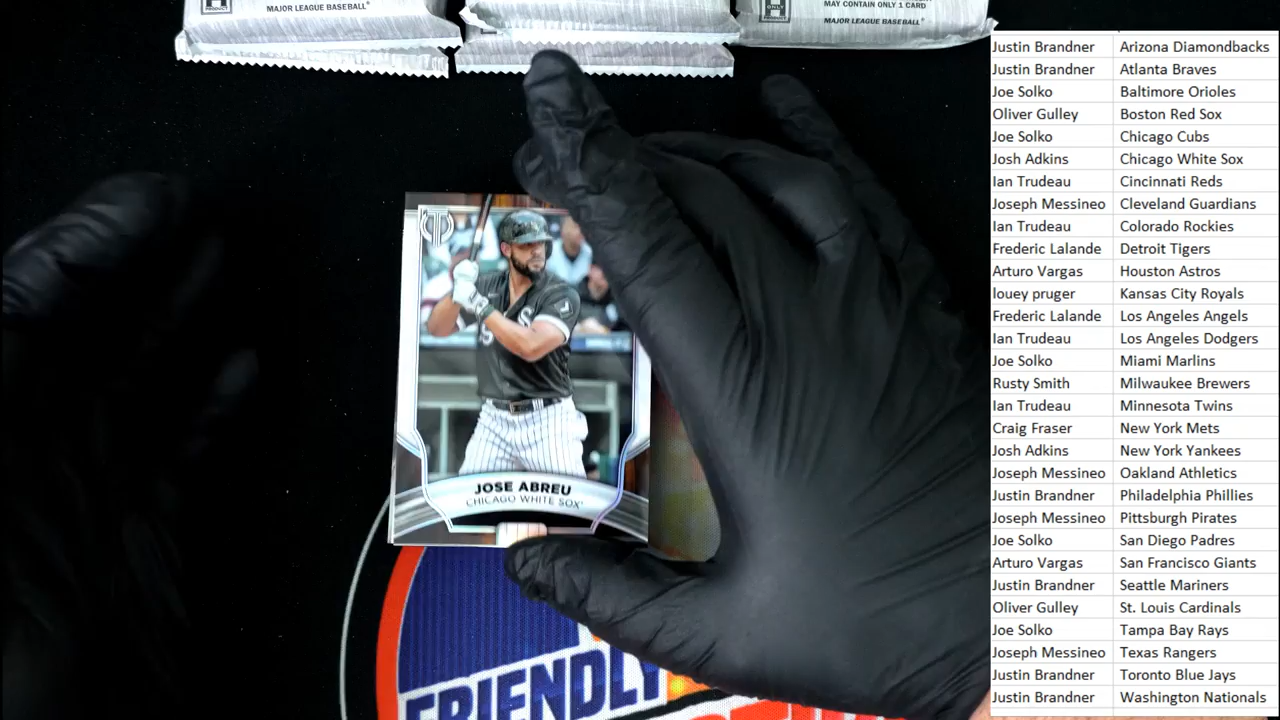 PRODUCT
MAJOR LEAGUE BASEBALL®
ONLY
PRODUCT
MAY CONTAIN ONLY 1 CARD
MAJOR LEAGUE BASEBALL®
JOSE ABREU
CHICAGO WHITE SOX
FRIENDLY
Justin Brandner Arizona Diamondbacks
Justin Brandner Atlanta Braves
Joe Solko Baltimore Orioles
Oliver Gulley Boston Red Sox
Joe Solko Chicago Cubs
Josh Adkins Chicago White Sox
Ian Trudeau Cincinnati Reds
Joseph Messineo Cleveland Guardians
Ian Trudeau Colorado Rockies
Frederic Lalande Detroit Tigers
Arturo Vargas Houston Astros
louey pruger Kansas City Royals
Frederic Lalande Los Angeles Angels
Ian Trudeau Los Angeles Dodgers
Joe Solko Miami Marlins
Rusty Smith Milwaukee Brewers
Ian Trudeau Minnesota Twins
Craig Fraser New York Mets
Josh Adkins New York Yankees
Joseph Messineo Oakland Athletics
Justin Brandner Philadelphia Phillies
Joseph Messineo Pittsburgh Pirates
Joe Solko San Diego Padres
Arturo Vargas San Francisco Giants
Justin Brandner Seattle Mariners
Oliver Gulley St. Louis Cardinals
Joe Solko Tampa Bay Rays
Joseph Messineo Texas Rangers
Justin Brandner Toronto Blue Jays
Justin Brandner Washington Nationals